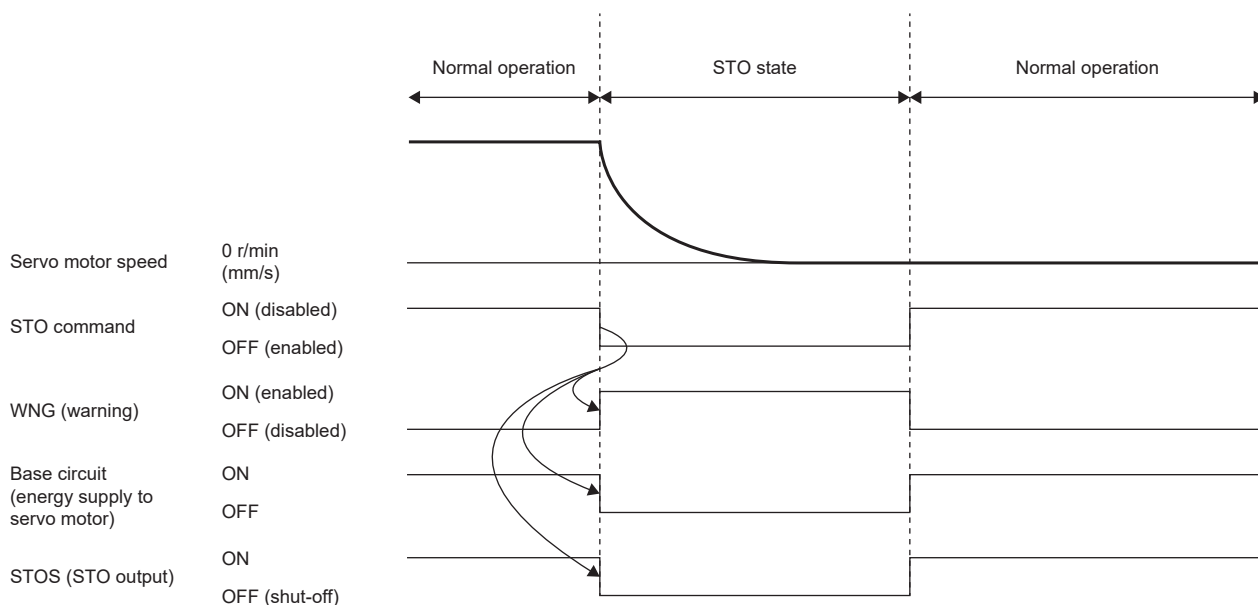 Normal operation
STO state
Normal operation
Servo motor speed
0 r/min
(mm/s)
STO command
ON (disabled)
OFF (enabled)
WNG (warning)
ON (enabled)
OFF (disabled)
Base circuit
(energy supply to
servo motor)
ON
OFF
STOS (STO output)
ON
OFF (shut-off)